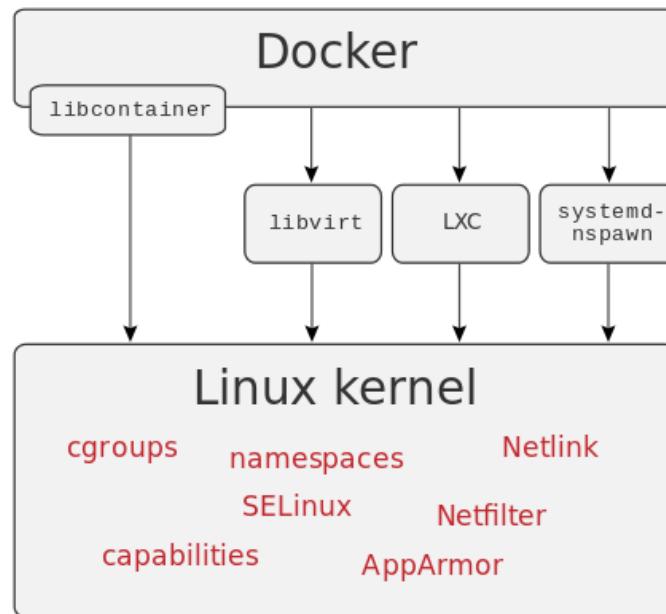 Docker
libcontainer
libvirt
LXC
systemd-
nspawn
Linux kernel
cgroups
namespaces
Netlink
SELinux
Netfilter
capabilities
AppArmor